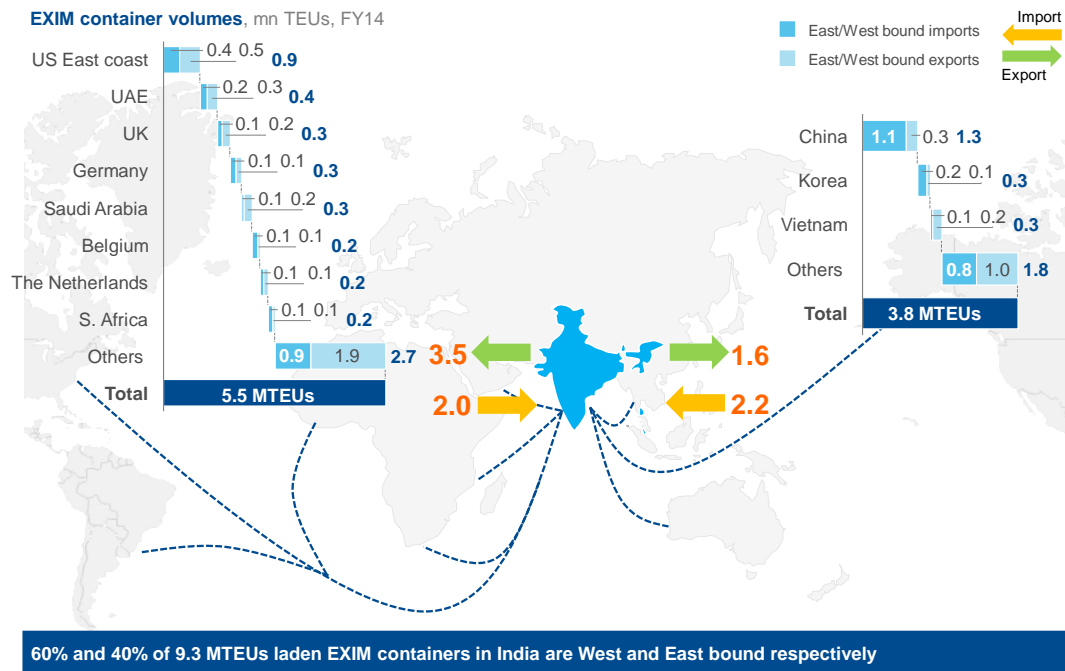 EXIM container volumes, mn TEUs, FY14
East/West bound imports
East/West bound exports
Import
Export
US East coast 0.4 0.5 0.9
UAE 0.2 0.3 0.4
UK 0.1 0.2 0.3
Germany 0.1 0.1 0.3
Saudi Arabia 0.1 0.2 0.3
Belgium 0.1 0.1 0.2
The Netherlands 0.1 0.1 0.2
S. Africa 0.1 0.1 0.2
Others 0.9 1.9 2.7
Total 5.5 MTEUs
China 1.1 0.3 1.3
Korea 0.2 0.1 0.3
Vietnam 0.1 0.2 0.3
Others 0.8 1.0 1.8
Total 3.8 MTEUs
3.5 1.6
2.0 2.2
60% and 40% of 9.3 MTEUs laden EXIM containers in India are West and East bound respectively